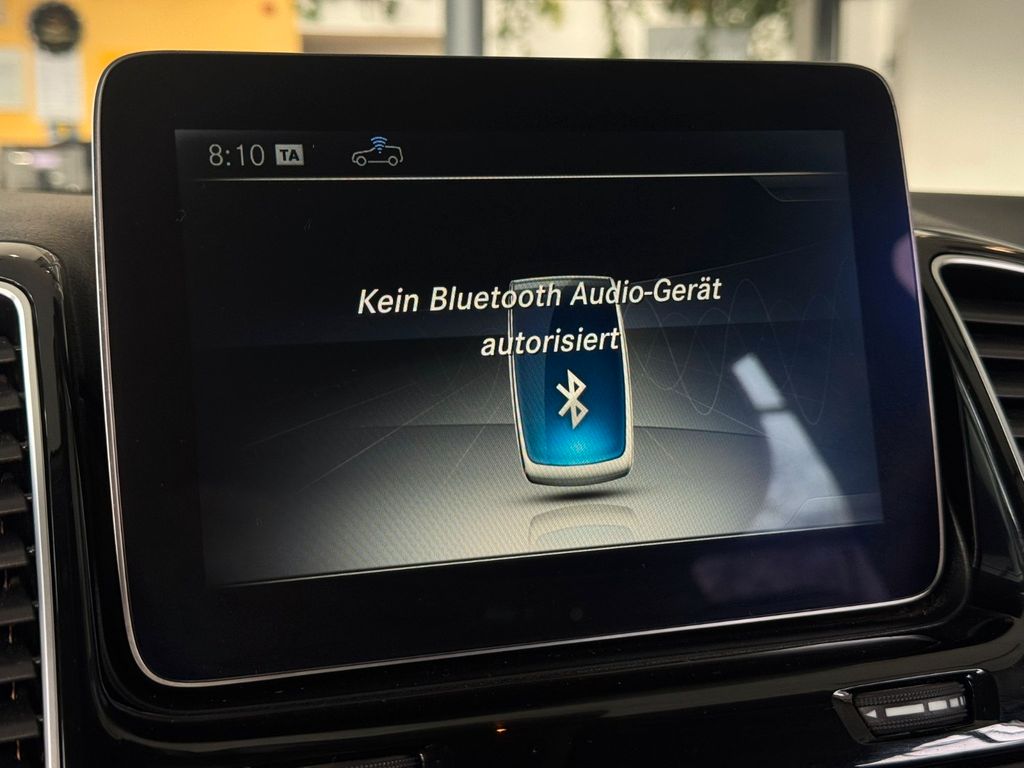 8:10 TA
Kein Bluetooth Audio-Gerät
autorisiert